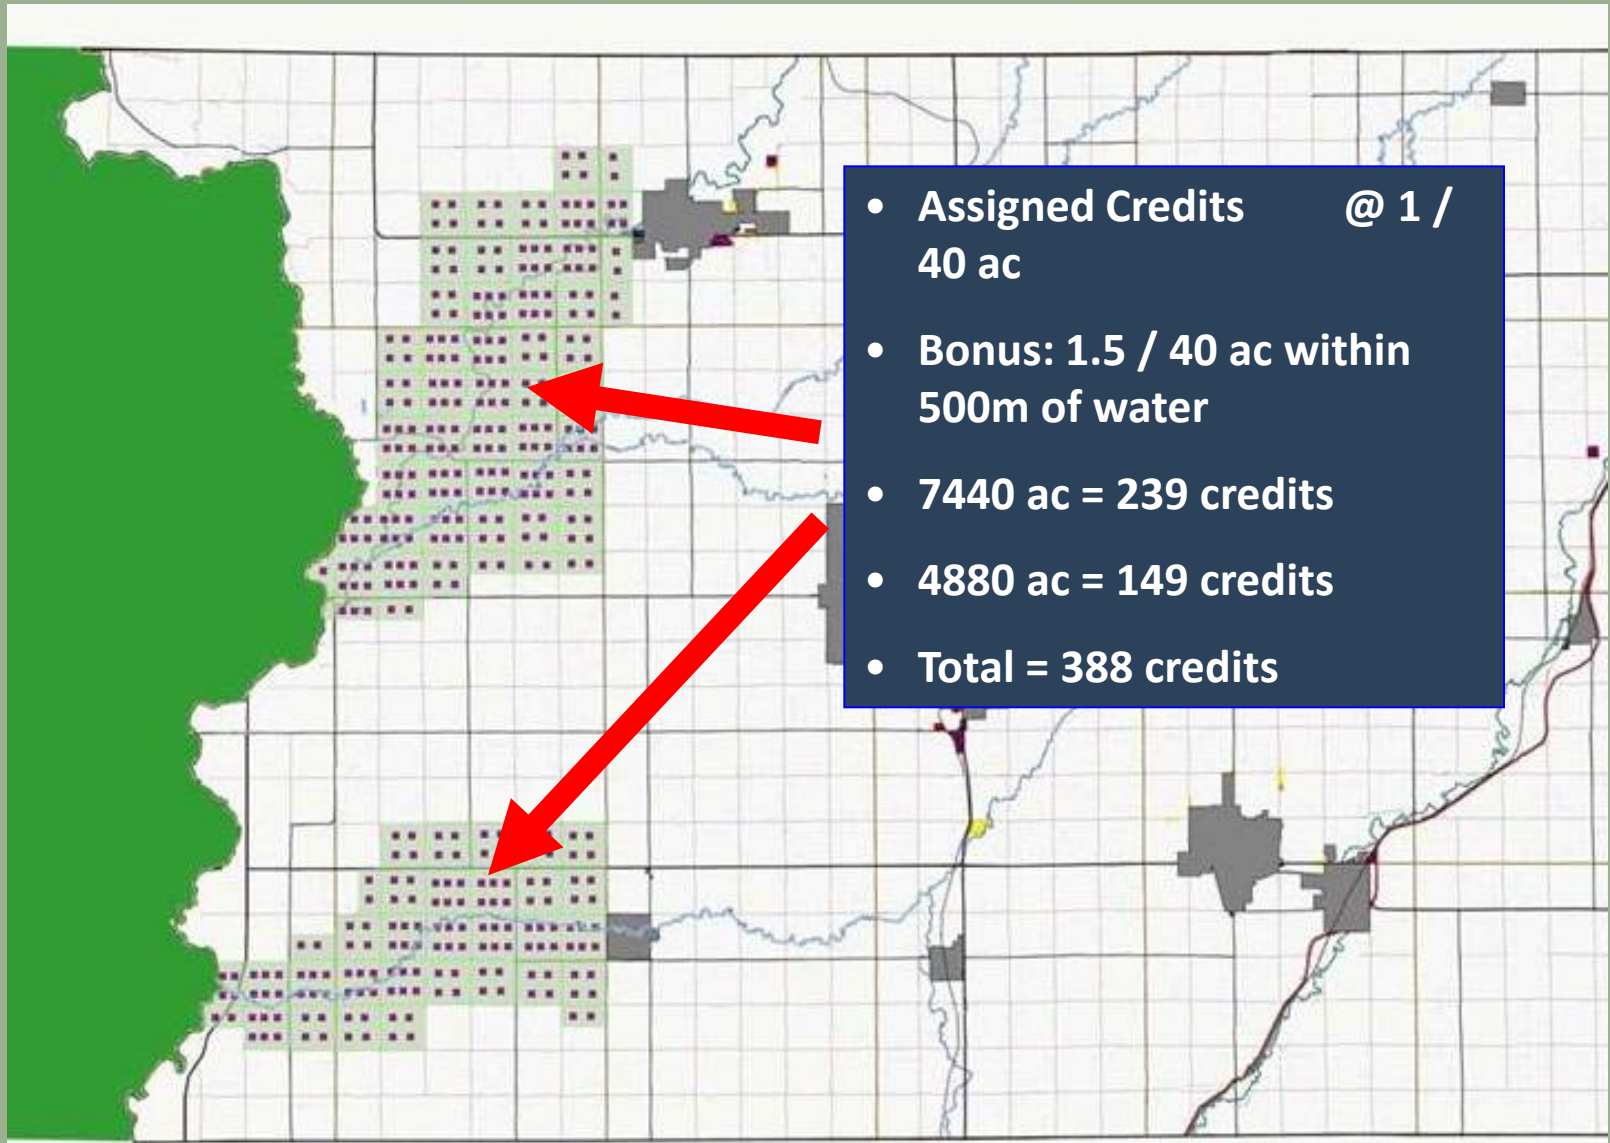 • Assigned Credits @ 1 /
40 ac
• Bonus: 1.5 / 40 ac within
500m of water
• 7440 ac = 239 credits
• 4880 ac = 149 credits
• Total = 388 credits